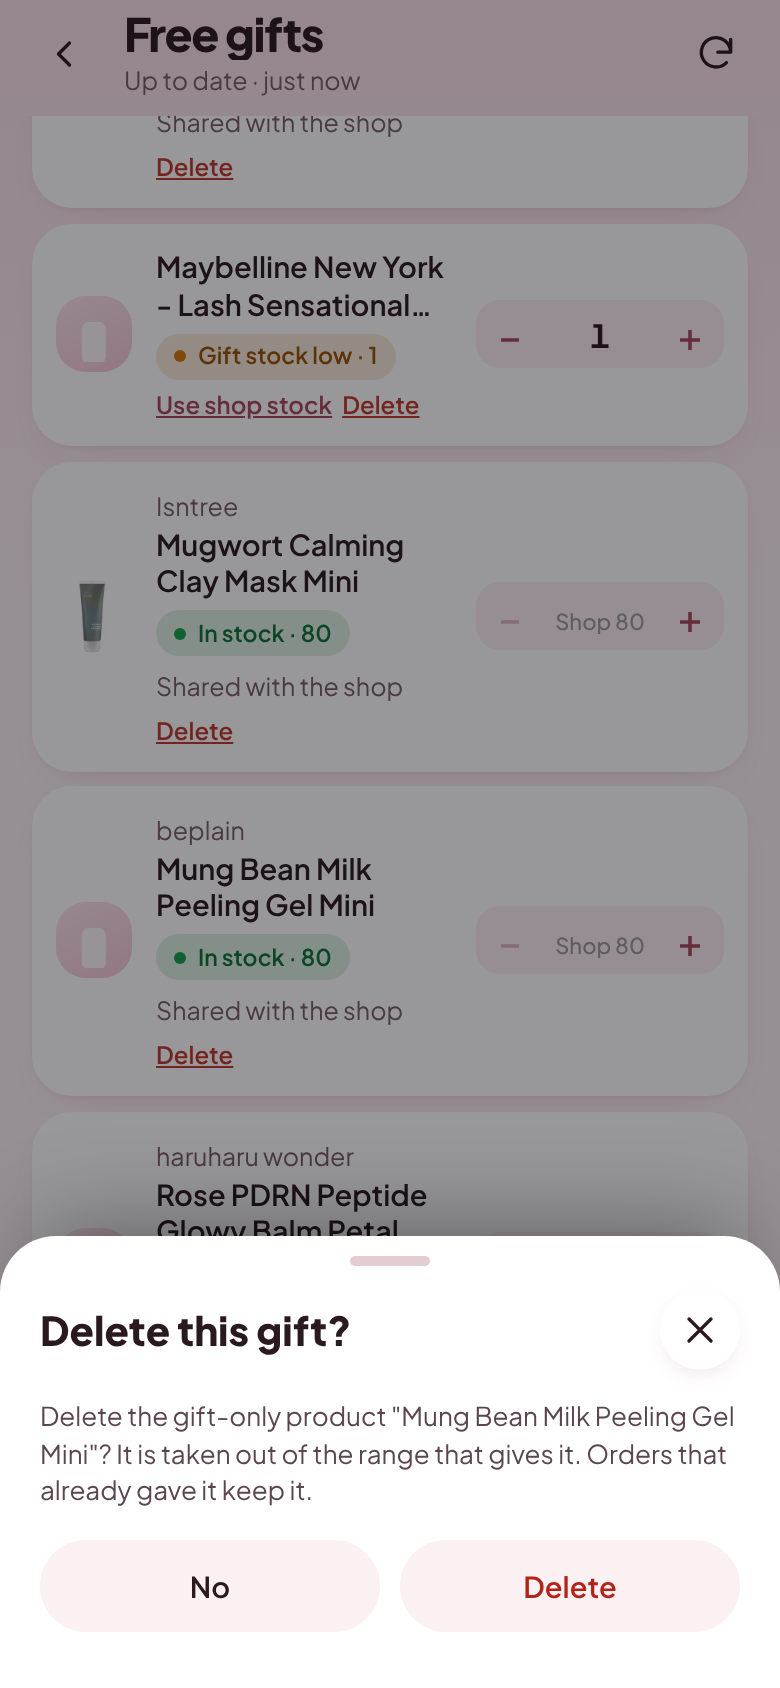 Free gifts
Up to date · just now
Shared with the shop
Delete
Maybelline New York
– Lash Sensational…
Gift stock low · 1
Use shop stock Delete
− 1 +
Isntree
Mugwort Calming
Clay Mask Mini
In stock · 80
Shared with the shop
Delete
− Shop 80 +
beplain
Mung Bean Milk
Peeling Gel Mini
In stock · 80
Shared with the shop
Delete
− Shop 80 +
haruharu wonder
Rose PDRN Peptide
Glowy Balm Petal
Delete this gift?
Delete the gift-only product "Mung Bean Milk Peeling Gel
Mini"? It is taken out of the range that gives it. Orders that
already gave it keep it.
No
Delete